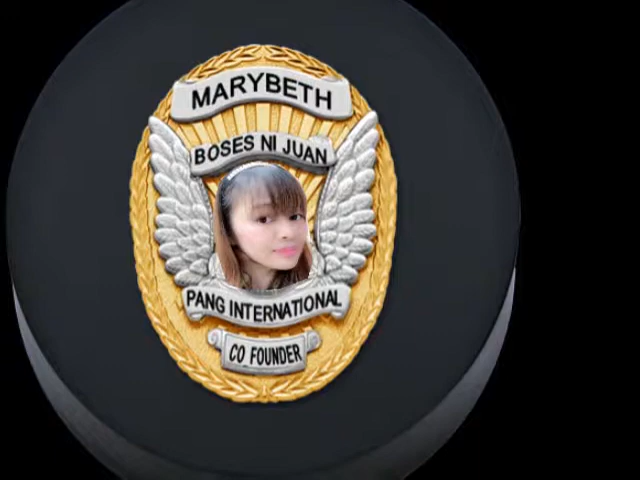 MARYBETH
BOSES NI JUAN
PANG INTERNATIONAL
CO FOUNDER